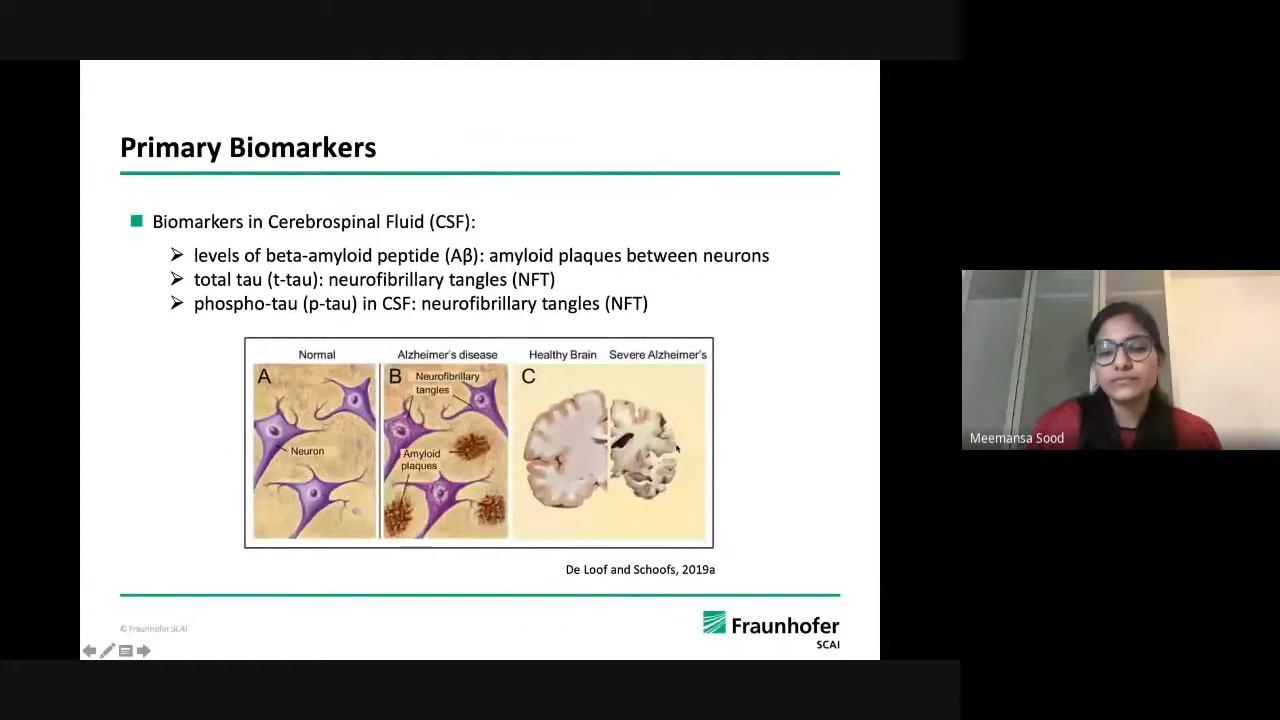 Primary Biomarkers
Biomarkers in Cerebrospinal Fluid (CSF):
levels of beta-amyloid peptide (Aβ): amyloid plaques between neurons
total tau (t-tau): neurofibrillary tangles (NFT)
phospho-tau (p-tau) in CSF: neurofibrillary tangles (NFT)
Normal
Alzheimer's disease
Healthy Brain
Severe Alzheimer's
A
Neuron
B
Neurofibrillary
tangles
Amyloid
plaques
C
De Loof and Schoofs, 2019a
© Fraunhofer SCAI
Fraunhofer
SCAI
Meemansa Sood